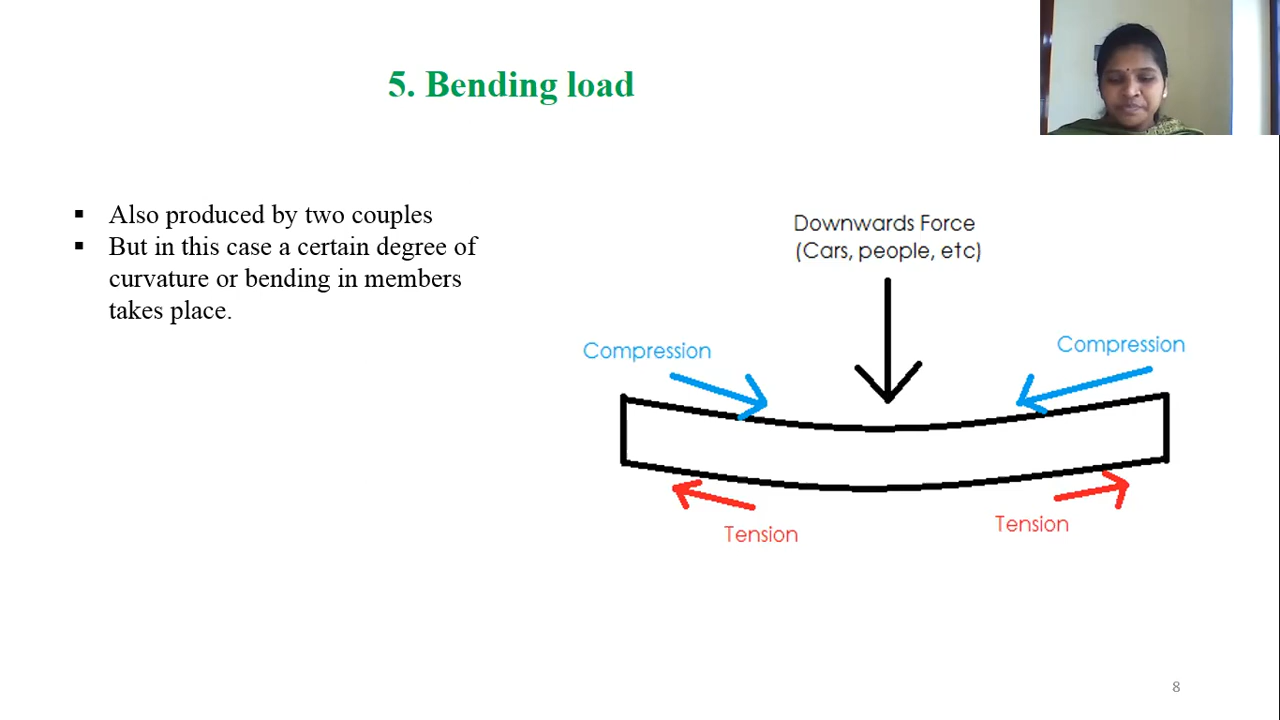 5. Bending load
▪ Also produced by two couples
▪ But in this case a certain degree of
curvature or bending in members
takes place.
Downwards Force
(Cars, people, etc)
Compression
Compression
Tension
Tension
8